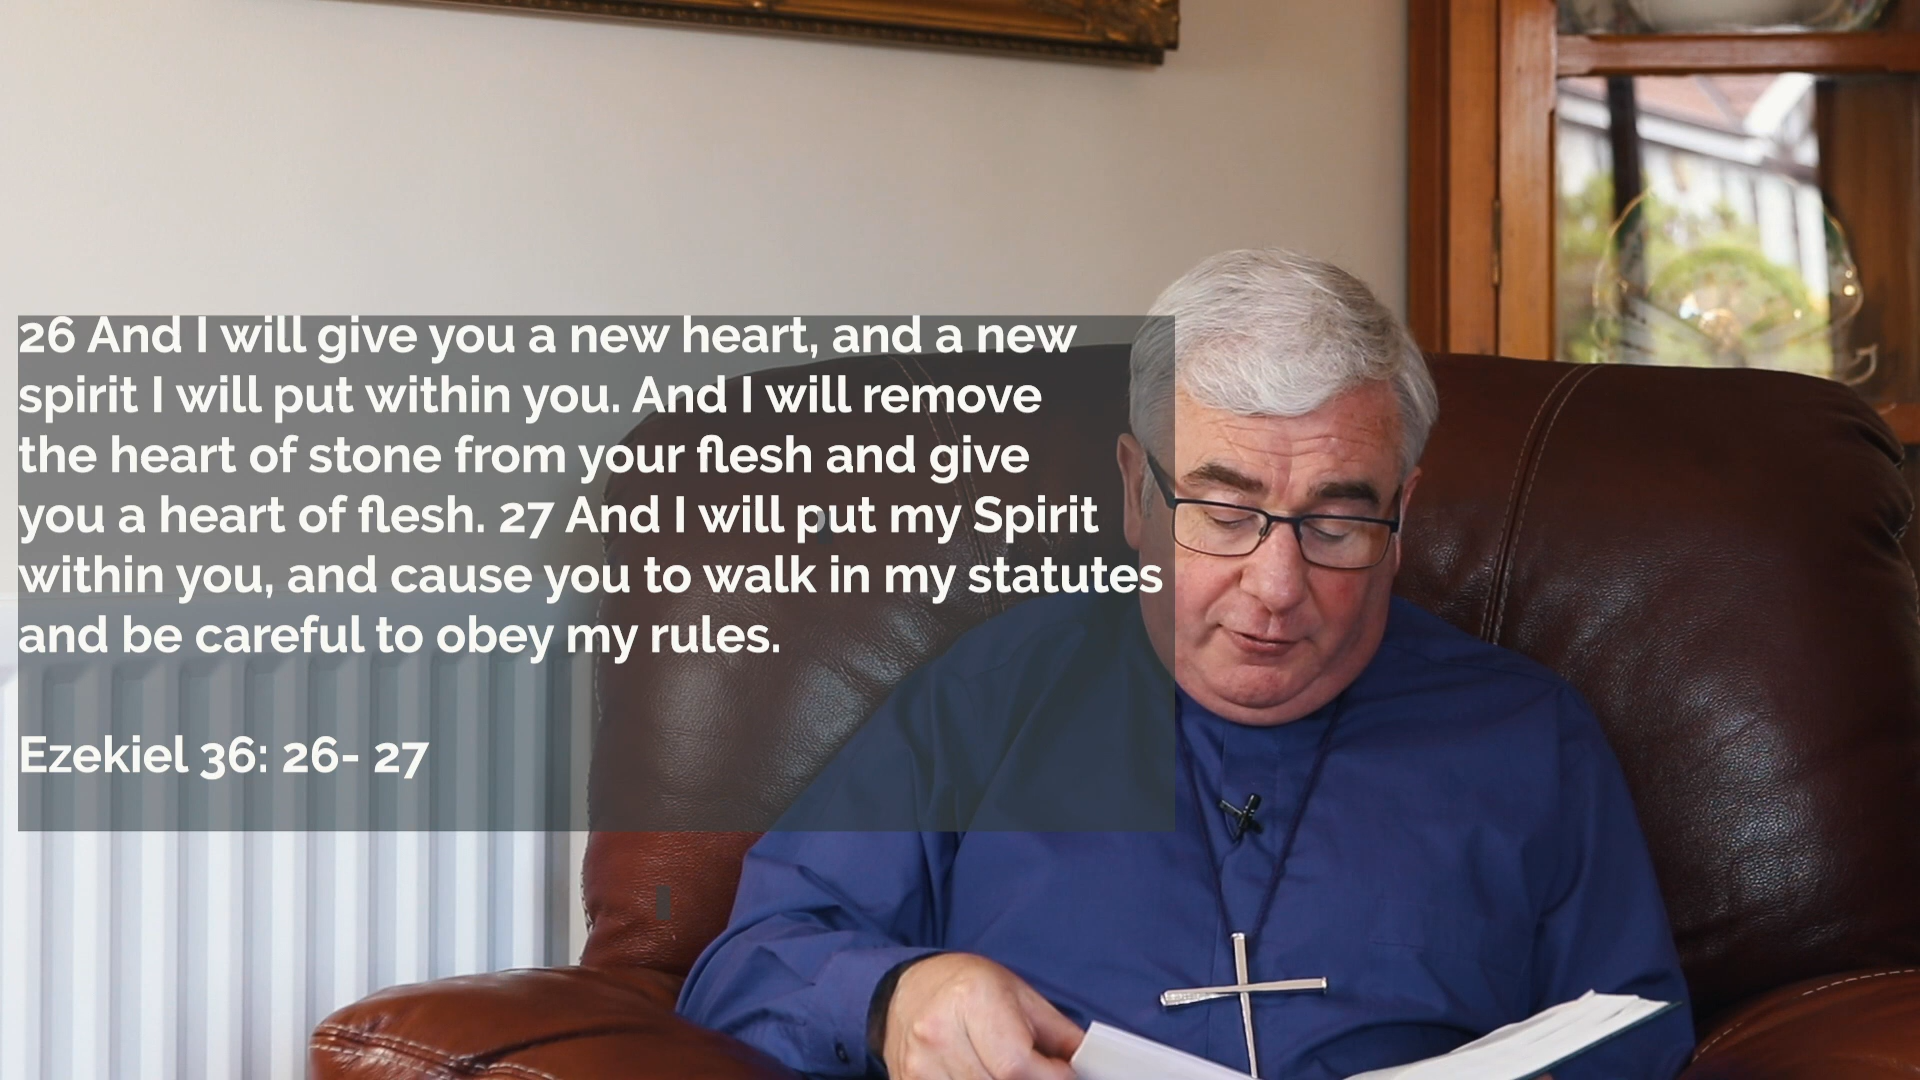 26 And I will give you a new heart, and a new
spirit I will put within you. And I will remove
the heart of stone from your flesh and give
you a heart of flesh. 27 And I will put my Spirit
within you, and cause you to walk in my statutes
and be careful to obey my rules.
Ezekiel 36: 26- 27